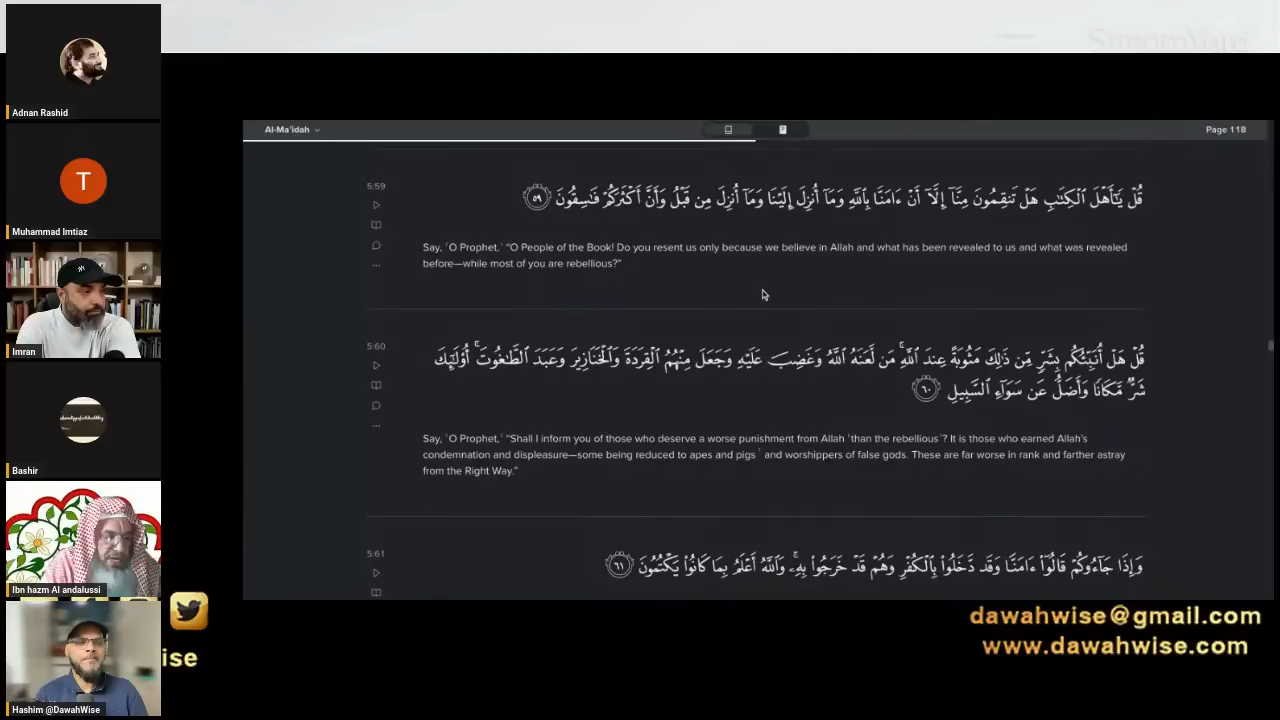 Adnan Rashid
T
Muhammad Imtiaz
Imran
Bashir
Ibn hazm Al andalussi
Hashim @DawahWise
Al-Ma'idah
Page 118
5:59
قُلْ يَـٰٓأَهْلَ ٱلْكِتَـٰبِ هَلْ تَنقِمُونَ مِنَّآ إِلَّآ أَنْ ءَامَنَّا بِٱللَّهِ وَمَآ أُنزِلَ إِلَيْنَا وَمَآ أُنزِلَ مِن قَبْلُ وَأَنَّ أَكْثَرَكُمْ فَـٰسِقُونَ ٥٩
Say, ˹O Prophet,˺ “O People of the Book! Do you resent us only because we believe in Allah and what has been revealed to us and what was revealed
before—while most of you are rebellious?”
5:60
قُلْ هَلْ أُنَبِّئُكُم بِشَرٍّ مِّن ذَٰلِكَ مَثُوبَةً عِندَ ٱللَّهِ ۚ مَن لَّعَنَهُ ٱللَّهُ وَغَضِبَ عَلَيْهِ وَجَعَلَ مِنْهُمُ ٱلْقِرَدَةَ وَٱلْخَنَازِيرَ وَعَبَدَ ٱلطَّـٰغُوتَ ۚ أُو۟لَـٰٓئِكَ
شَرٌّ مَّكَانًا وَأَضَلُّ عَن سَوَآءِ ٱلسَّبِيلِ ٦٠
Say, ˹O Prophet,˺ “Shall I inform you of those who deserve a worse punishment from Allah ˹than the rebellious˺? It is those who earned Allah’s
condemnation and displeasure—some being reduced to apes and pigs and worshippers of false gods. These are far worse in rank and farther astray
from the Right Way.”
5:61
وَإِذَا جَآءُوكُمْ قَالُوٓا۟ ءَامَنَّا وَقَد دَّخَلُوا۟ بِٱلْكُفْرِ وَهُمْ قَدْ خَرَجُوا۟ بِهِۦ ۚ وَٱللَّهُ أَعْلَمُ بِمَا كَانُوا۟ يَكْتُمُونَ ٦١
dawahwise@gmail.com
www.dawahwise.com
ise
StreamYard